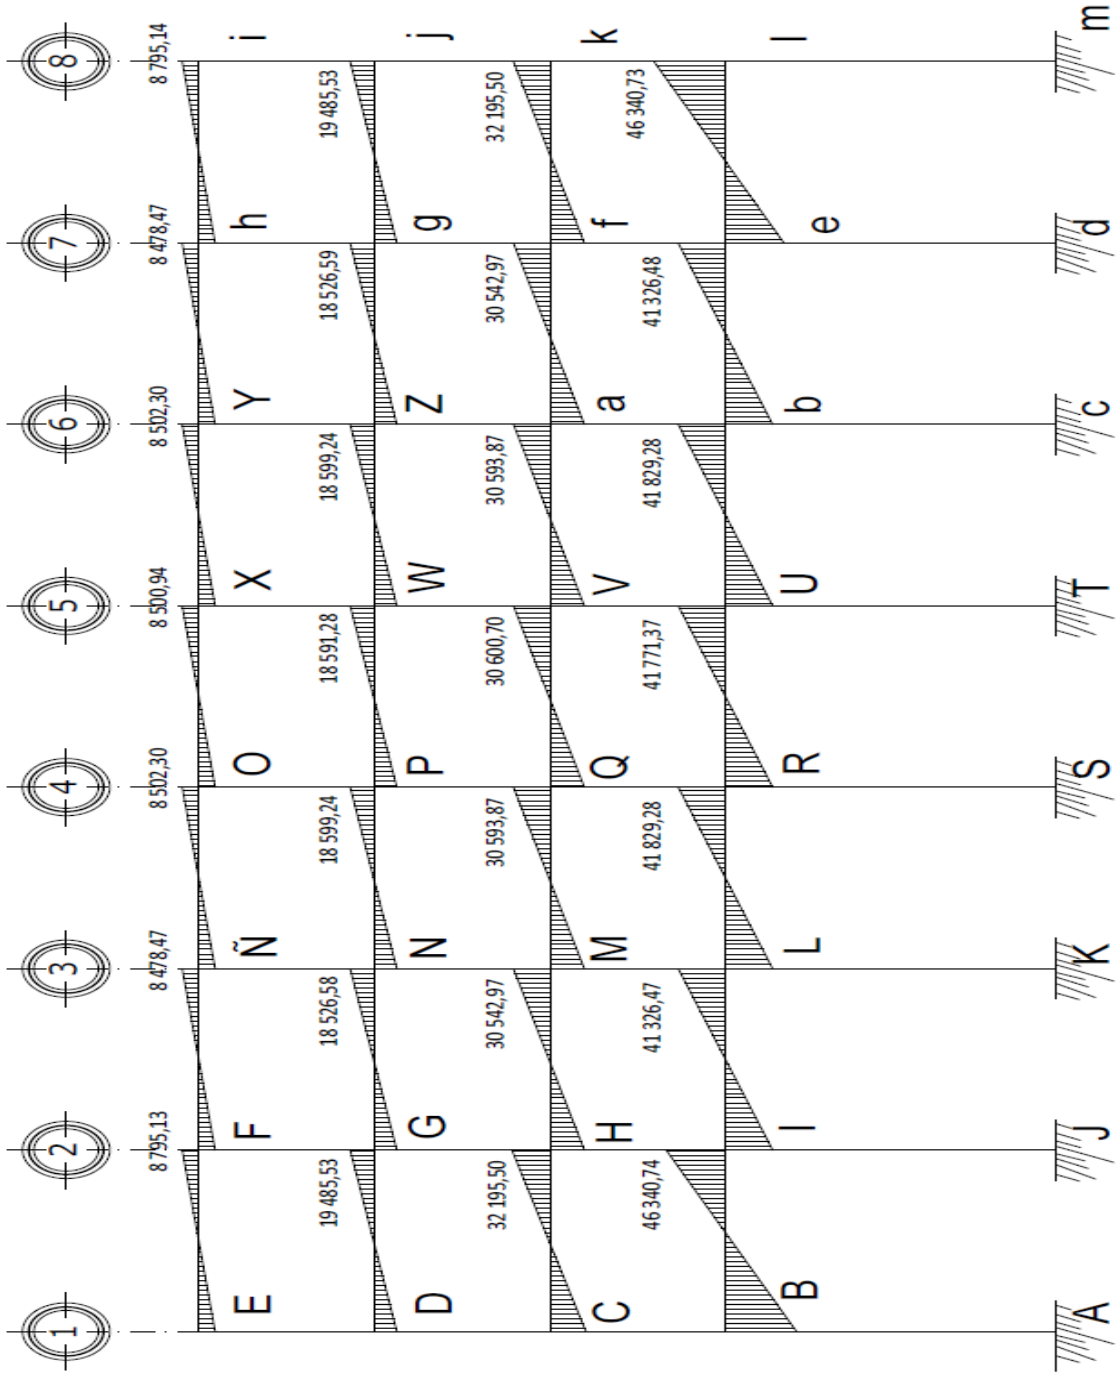 1 2 3 4 5 6 7 8
8 795,13 8 478,47 8 502,30 8 500,94 8 502,30 8 478,47 8 795,14
E F Ñ O X Y h i
19 485,53 18 526,58 18 599,24 18 591,28 18 599,24 18 526,59 19 485,53
D G N P W Z g j
32 195,50 30 542,97 30 593,87 30 600,70 30 593,87 30 542,97 32 195,50
C H M Q V a f k
46 340,74 41 326,47 41 829,28 41 771,37 41 829,28 41 326,48 46 340,73
B I L R U b e l
A J K S T c d m